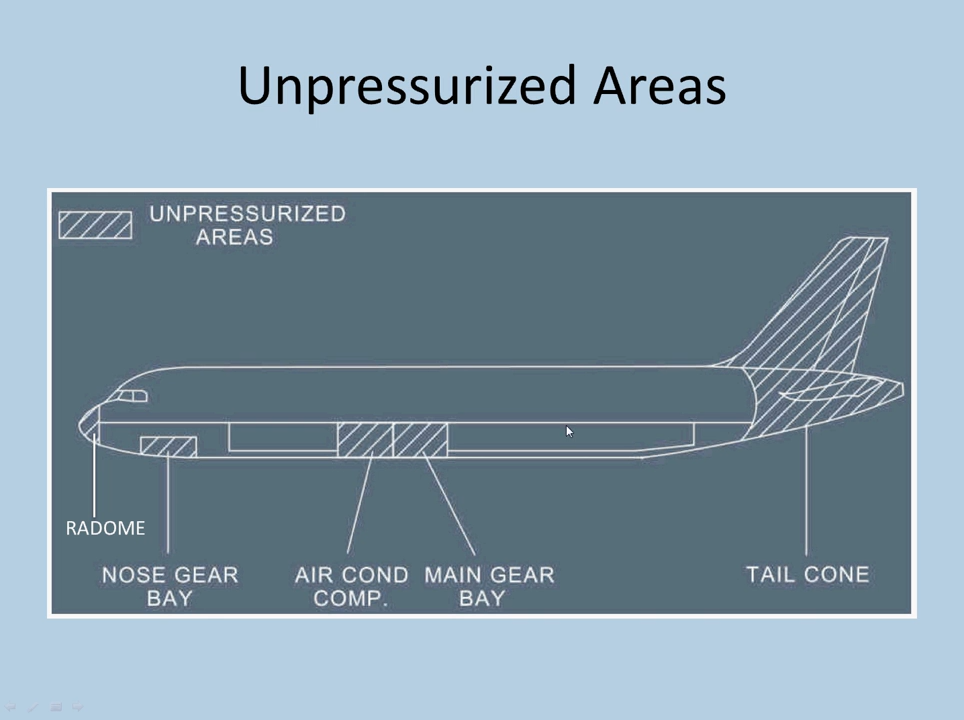 Unpressurized Areas
UNPRESSURIZED
AREAS
RADOME
NOSE GEAR
BAY
AIR COND
COMP.
MAIN GEAR
BAY
TAIL CONE